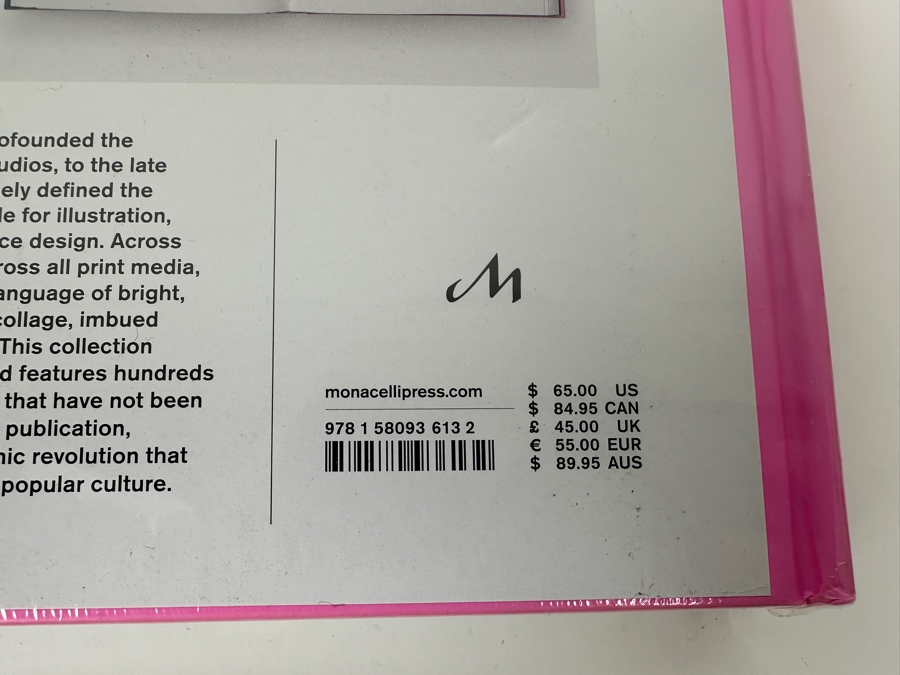 ofounded the
udios, to the late
ely defined the
le for illustration,
ce design. Across
ross all print media,
anguage of bright,
collage, imbued
This collection
d features hundreds
that have not been
publication,
nic revolution that
popular culture.
M
monacellipress.com
978 1 58093 613 2
$ 65.00 US
$ 84.95 CAN
£ 45.00 UK
€ 55.00 EUR
$ 89.95 AUS